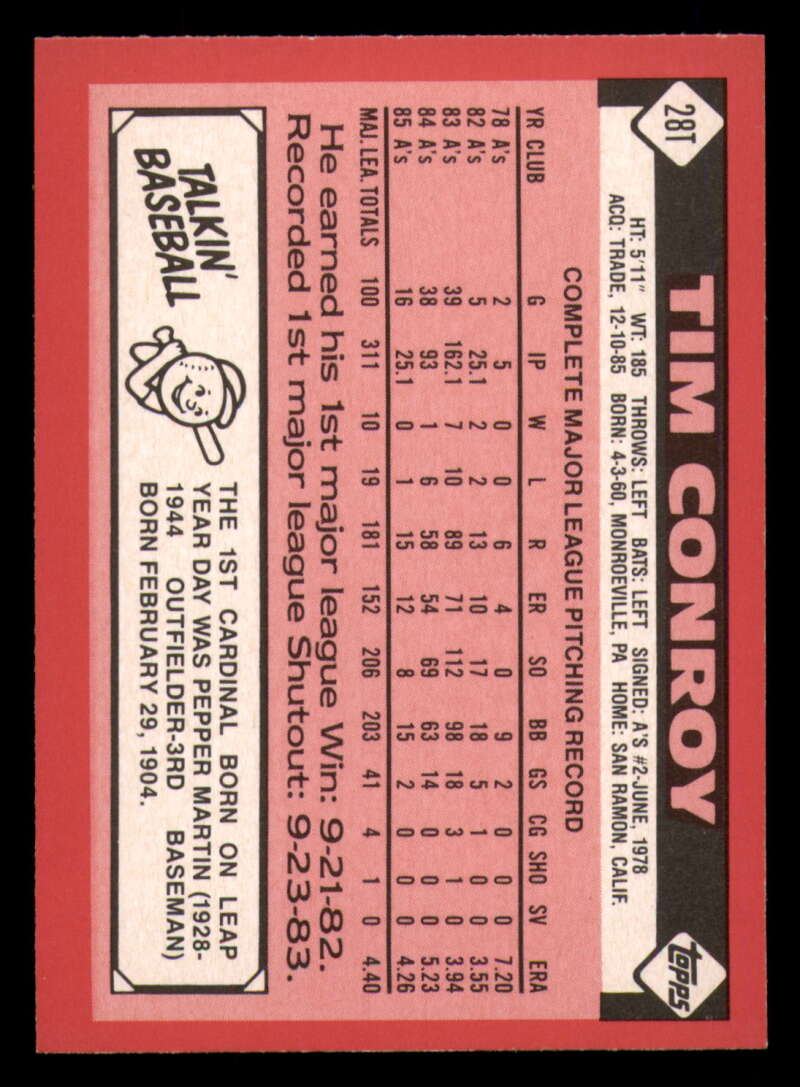 28T
TIM CONROY
topps
HT: 5'11" WT: 185 THROWS: LEFT BATS: LEFT SIGNED: A'S #2-JUNE, 1978
ACQ: TRADE, 12-10-85 BORN: 4-3-60, MONROEVILLE, PA HOME: SAN RAMON, CALIF.
COMPLETE MAJOR LEAGUE PITCHING RECORD
YR CLUB G IP W L R ER SO BB GS CG SHO SV ERA
78 A's 2 5 0 0 6 4 0 9 2 0 0 0 7.20
82 A's 5 25.1 2 2 13 10 17 18 5 1 0 0 3.55
83 A's 39 162.1 7 10 89 71 112 98 18 3 1 0 3.94
84 A's 38 93 1 6 58 54 69 63 14 0 0 0 5.23
85 A's 16 25.1 0 1 15 12 8 15 2 0 0 0 4.26
MAJ. LEA. TOTALS 100 311 10 19 181 152 206 203 41 4 1 0 4.40
He earned his 1st major league Win: 9-21-82.
Recorded 1st major league Shutout: 9-23-83.
TALKIN'
BASEBALL
THE 1ST CARDINAL BORN ON LEAP
YEAR DAY WAS PEPPER MARTIN (1928-
1944 OUTFIELDER-3RD BASEMAN)
BORN FEBRUARY 29, 1904.